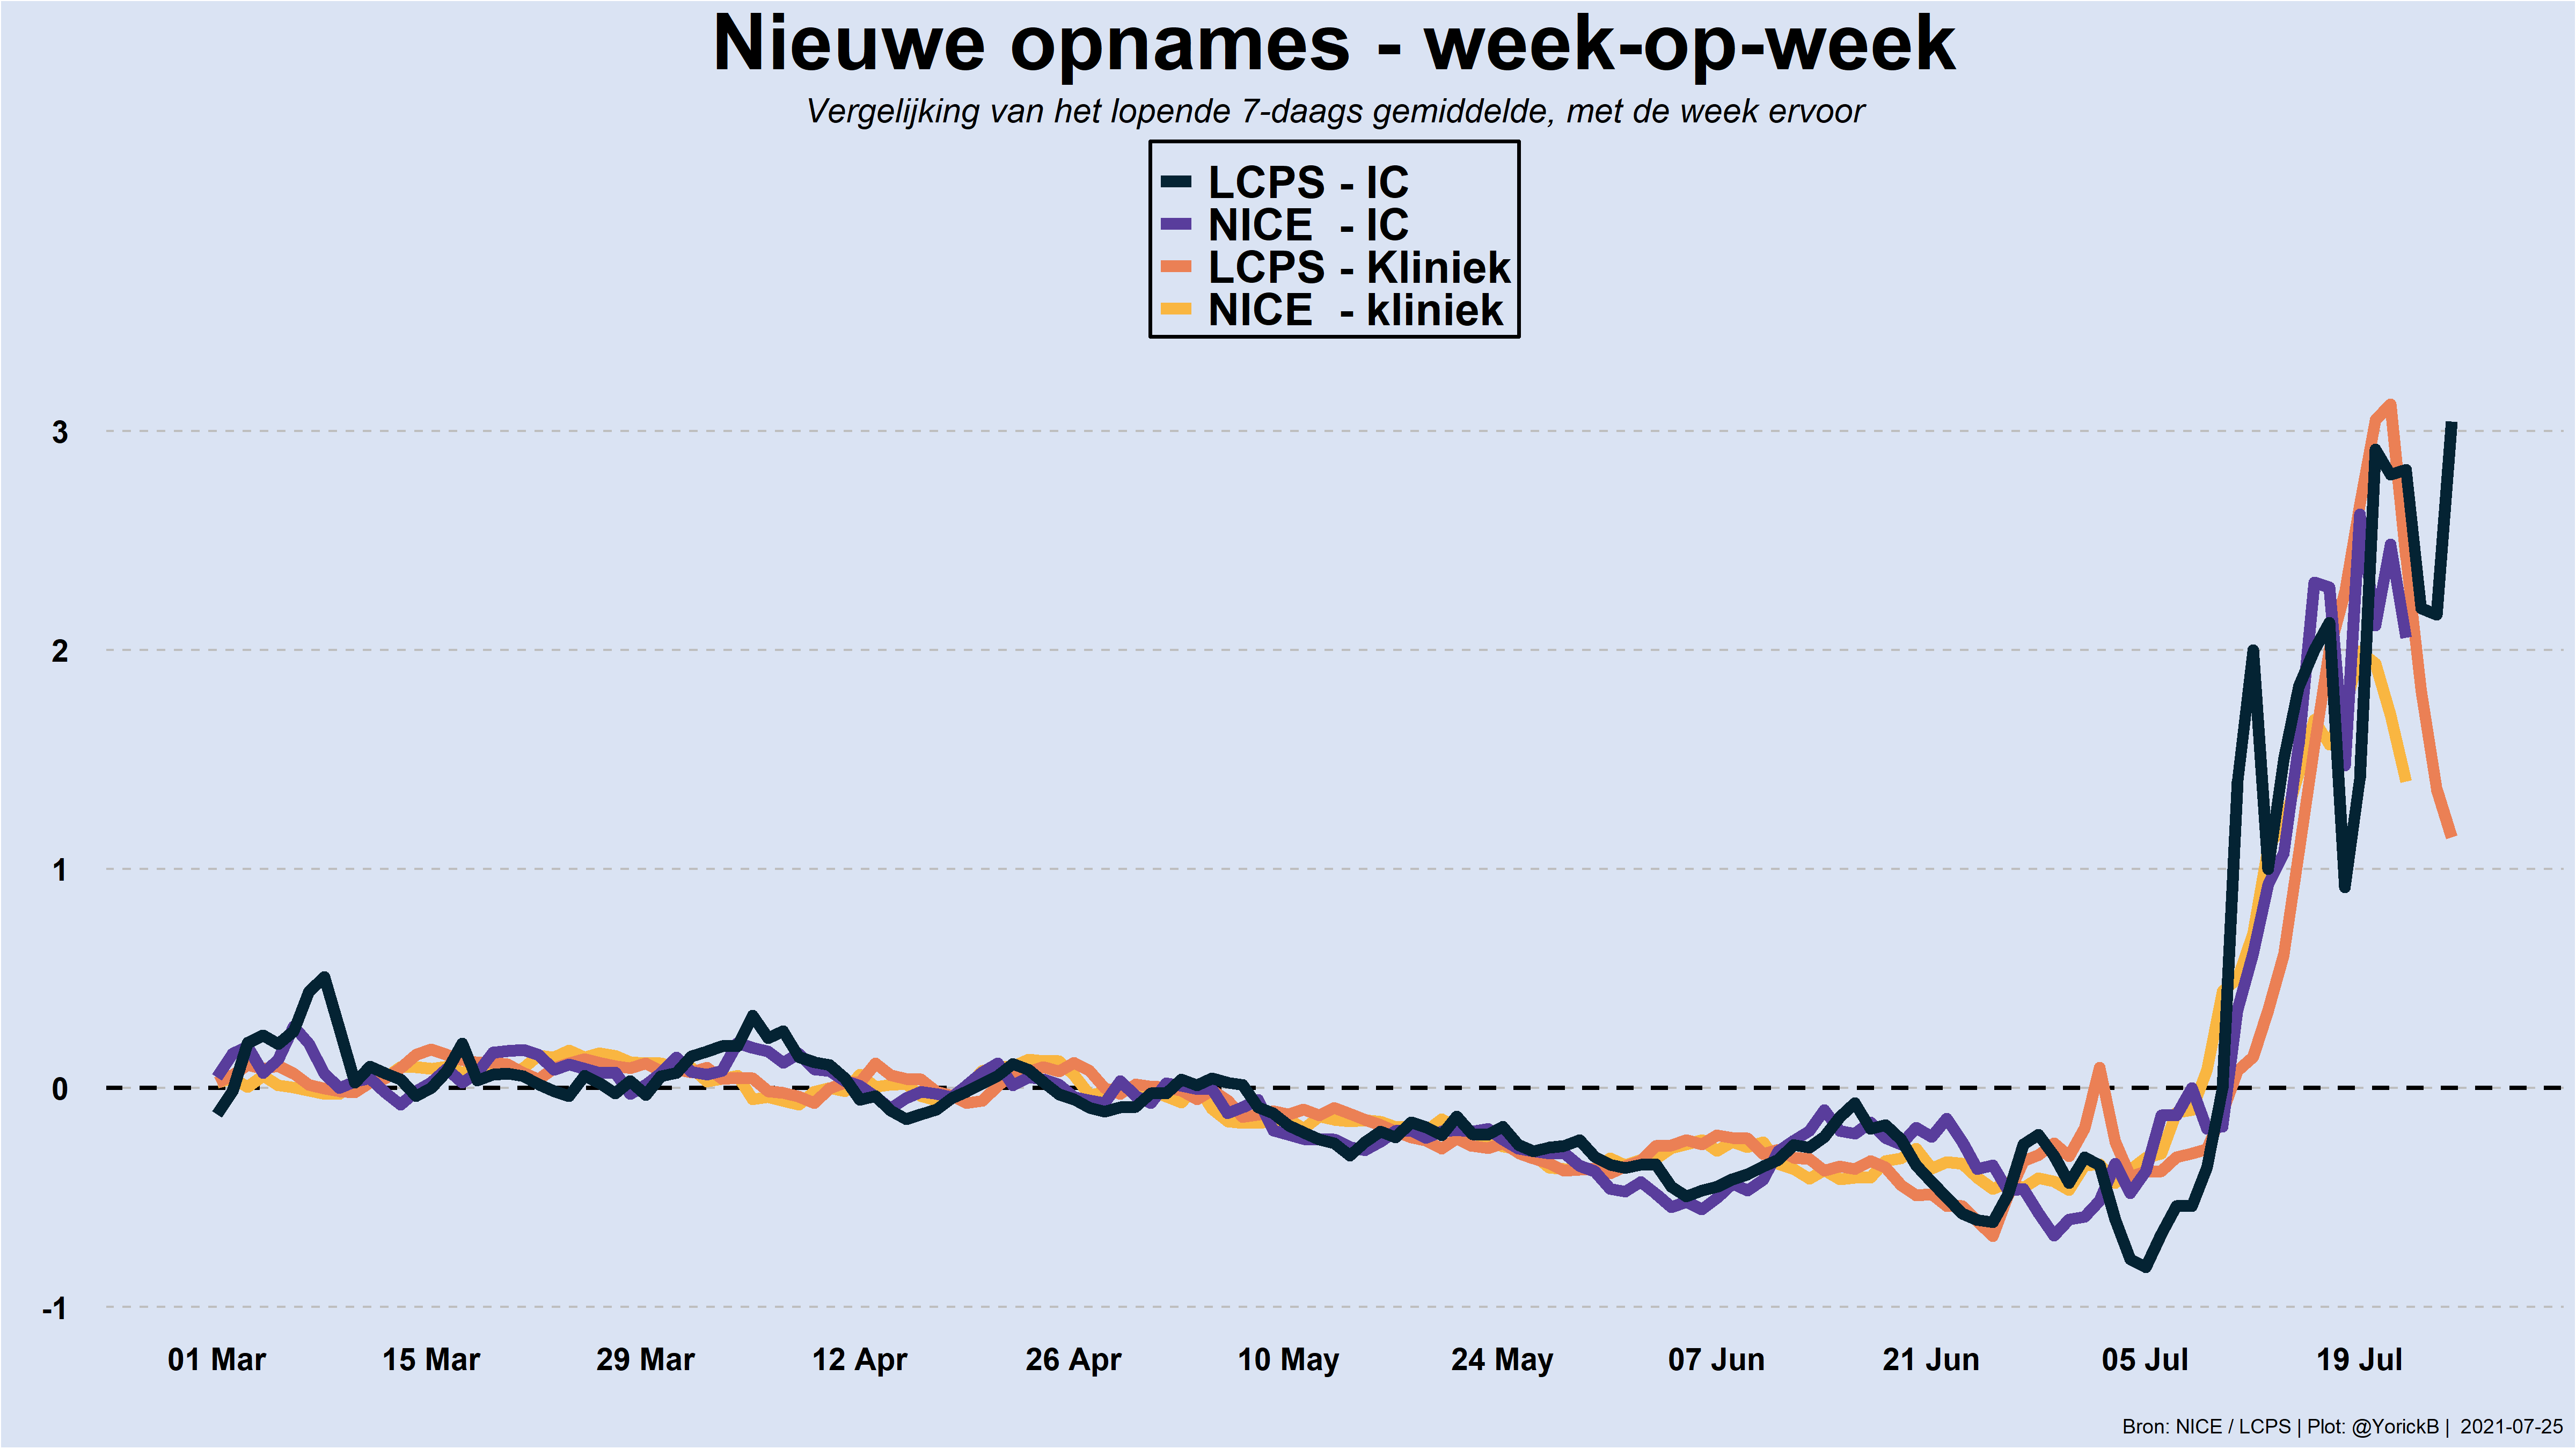 Nieuwe opnames - week-op-week
Vergelijking van het lopende 7-daags gemiddelde, met de week ervoor
LCPS - IC
NICE - IC
LCPS - Kliniek
NICE - kliniek
3
2
1
0
-1
01 Mar 15 Mar 29 Mar 12 Apr 26 Apr 10 May 24 May 07 Jun 21 Jun 05 Jul 19 Jul
Bron: NICE / LCPS | Plot: @YorickB | 2021-07-25